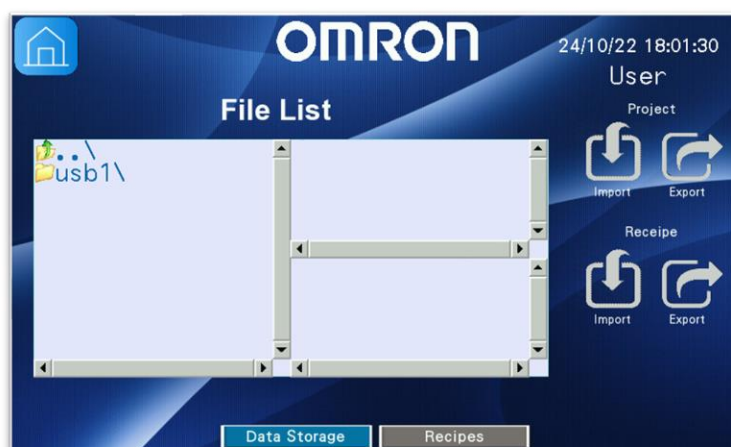 OMRON
24/10/22 18:01:30
User
File List
Project
..\
usb1\
Import Export
Receipe
Import Export
Data Storage Recipes